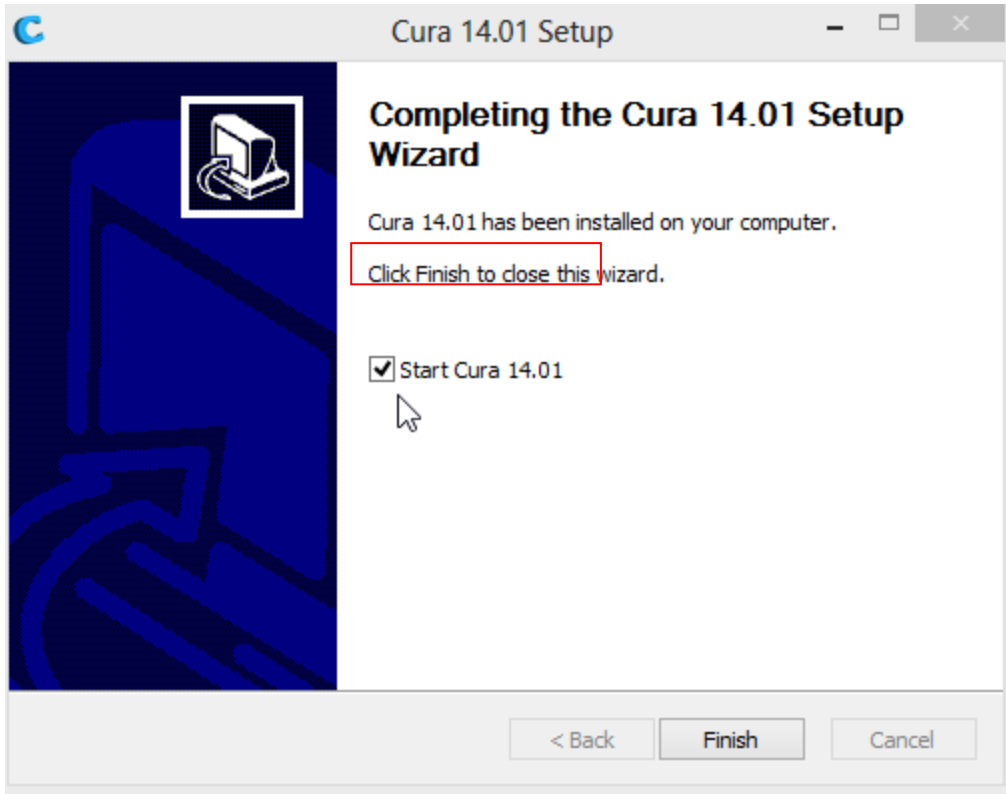 Cura 14.01 Setup
Completing the Cura 14.01 Setup
Wizard
Cura 14.01 has been installed on your computer.
Click Finish to close this wizard.
Start Cura 14.01
< Back
Finish
Cancel